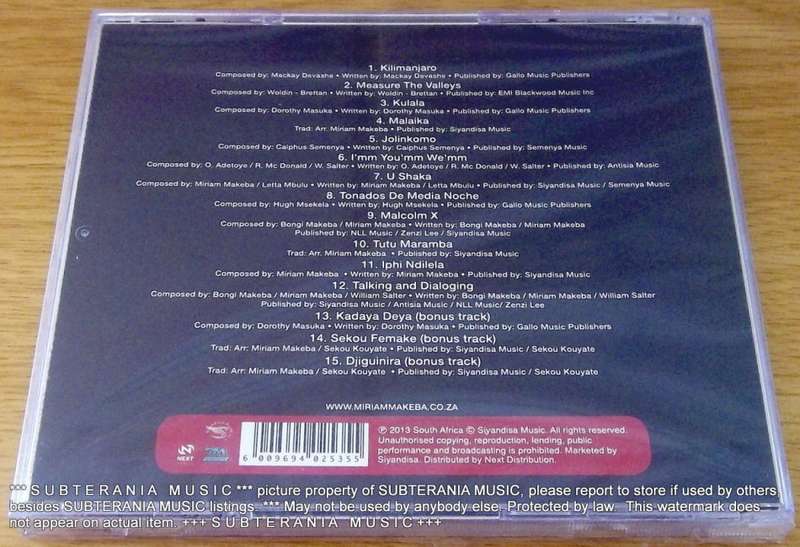 1. Kilimanjaro
Composed by: Mackay Davashe • Written by: Mackay Davashe • Published by: Gallo Music Publishers
2. Measure The Valleys
Composed by: Woldin - Brettan • Written by: Woldin - Brettan • Published by: EMI Blackwood Music Inc
3. Kulala
Composed by: Dorothy Masuka • Written by: Dorothy Masuka • Published by: Gallo Music Publishers
4. Malaika
Trad: Arr: Miriam Makeba • Published by: Siyandisa Music
5. Jolinkomo
Composed by: Caiphus Semenya • Written by: Caiphus Semenya • Published by: Semenya Music
6. I'mm You'mm We'mm
Composed by: O. Adetoye / R. Mc Donald / W. Salter • Written by: O. Adetoye / R. Mc Donald / W. Salter • Published by: Antisia Music
7. U Shaka
Composed by: Miriam Makeba / Letta Mbulu • Written by: Miriam Makeba / Letta Mbulu • Published by: Siyandisa Music / Semenya Music
8. Tonados De Media Noche
Composed by: Hugh Msekela • Written by: Hugh Msekela • Published by: Gallo Music Publishers
9. Malcolm X
Composed by: Bongi Makeba / Miriam Makeba • Written by: Bongi Makeba / Miriam Makeba
Published by: NLL Music / Zenzi Lee / Siyandisa Music
10. Tutu Maramba
Trad: Arr: Miriam Makeba • Published by: Siyandisa Music
11. Iphi Ndilela
Composed by: Miriam Makeba • Written by: Miriam Makeba • Published by: Siyandisa Music
12. Talking and Dialoging
Composed by: Bongi Makeba / Miriam Makeba / William Salter • Written by: Bongi Makeba / Miriam Makeba / William Salter
Published by: Siyandisa Music / Antisia Music / NLL Music/ Zenzi Lee
13. Kadaya Deya (bonus track)
Composed by: Dorothy Masuka • Written by: Dorothy Masuka • Published by: Gallo Music Publishers
14. Sekou Femake (bonus track)
Trad: Arr: Miriam Makeba / Sekou Kouyate • Published by: Siyandisa Music / Sekou Kouyate
15. Djiguinira (bonus track)
Trad: Arr: Miriam Makeba / Sekou Kouyate • Published by: Siyandisa Music / Sekou Kouyate
WWW.MIRIAMMAKEBA.CO.ZA
NEXT
6 009694 025355
℗ 2013 South Africa © Siyandisa Music. All rights reserved.
Unauthorised copying, reproduction, lending, public
performance and broadcasting is prohibited. Marketed by
Siyandisa. Distributed by Next Distribution.
*** S U B T E R A N I A   M U S I C *** picture property of SUBTERANIA MUSIC, please report to store if used by others,
besides SUBTERANIA MUSIC listings. *** May not be used by anybody else. Protected by law. This watermark does
not appear on actual item. +++ S U B T E R A N I A   M U S I C +++